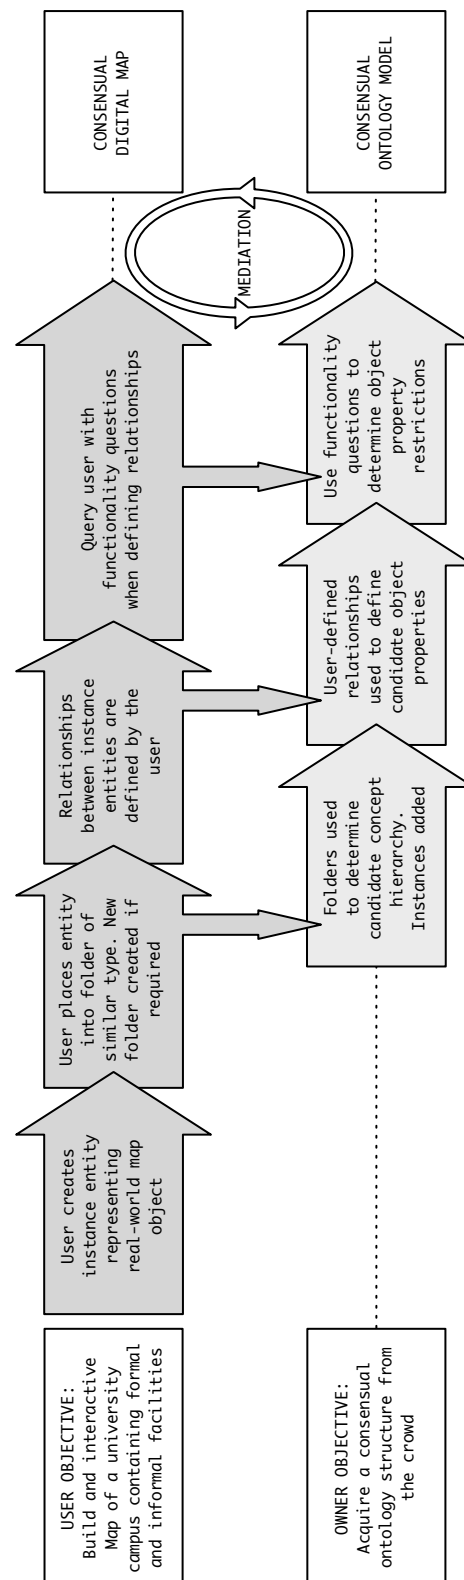 USER OBJECTIVE:
Build and interactive
Map of a university
campus containing formal
and informal facilities
User creates
instance entity
representing
real-world map
object
User places entity
into folder of
similar type. New
folder created if
required
Relationships
between instance
entities are
defined by the
user
Query user with
functionality questions
when defining relationships
CONSENSUAL
DIGITAL MAP
MEDIATION
OWNER OBJECTIVE:
Acquire a consensual
ontology structure from
the crowd
Folders used
to determine
candidate concept
hierarchy.
Instances added
User-defined
relationships
used to define
candidate object
properties
Use functionality
questions to
determine object
property
restrictions
CONSENSUAL
ONTOLOGY MODEL